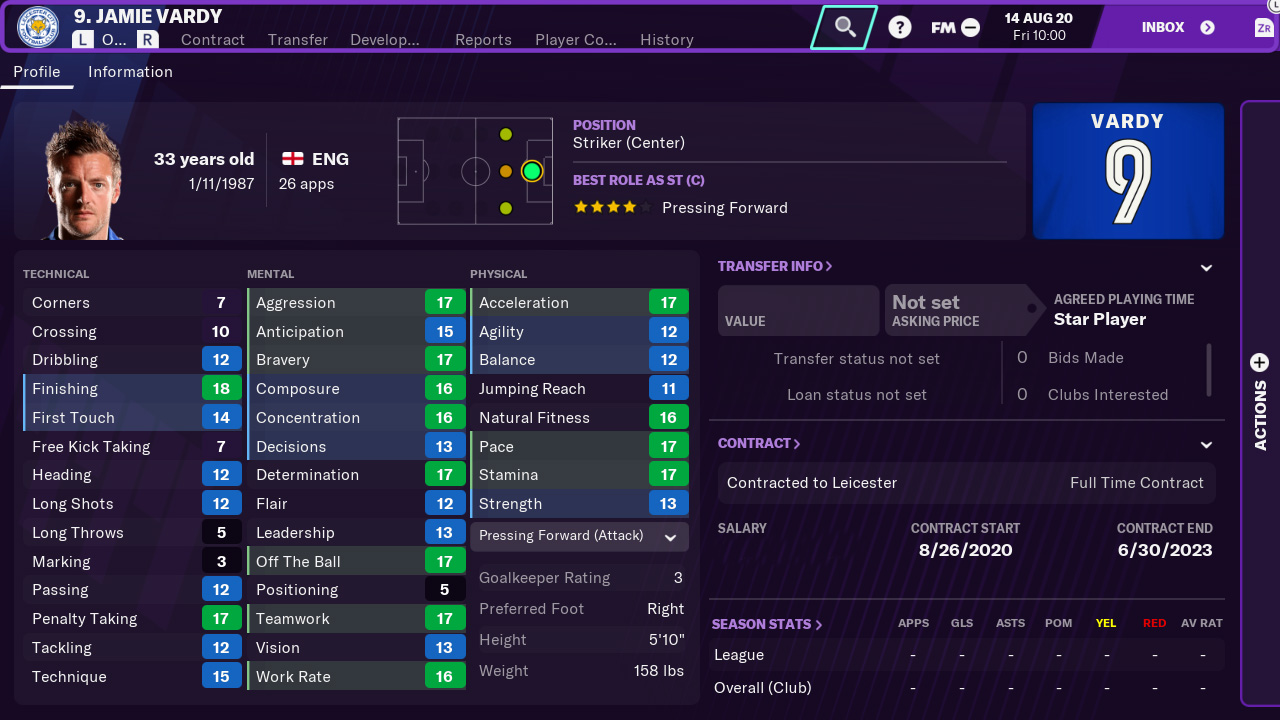 9. JAMIE VARDY
L O... R Contract Transfer Develop... Reports Player Co... History
? FM 14 AUG 20
Fri 10:00
INBOX
L
ZR
Profile Information
33 years old
1/11/1987
ENG
26 apps
POSITION
Striker (Center)
BEST ROLE AS ST (C)
Pressing Forward
VARDY
9
TECHNICAL
Corners 7
Crossing 10
Dribbling 12
Finishing 18
First Touch 14
Free Kick Taking 7
Heading 12
Long Shots 12
Long Throws 5
Marking 3
Passing 12
Penalty Taking 17
Tackling 12
Technique 15
MENTAL
Aggression 17
Anticipation 15
Bravery 17
Composure 16
Concentration 16
Decisions 13
Determination 17
Flair 12
Leadership 13
Off The Ball 17
Positioning 5
Teamwork 17
Vision 13
Work Rate 16
PHYSICAL
Acceleration 17
Agility 12
Balance 12
Jumping Reach 11
Natural Fitness 16
Pace 17
Stamina 17
Strength 13
Pressing Forward (Attack)
Goalkeeper Rating 3
Preferred Foot Right
Height 5'10"
Weight 158 lbs
TRANSFER INFO
VALUE
Not set
ASKING PRICE
AGREED PLAYING TIME
Star Player
Transfer status not set
Loan status not set
0 Bids Made
0 Clubs Interested
CONTRACT
Contracted to Leicester Full Time Contract
SALARY CONTRACT START CONTRACT END
8/26/2020 6/30/2023
SEASON STATS APPS GLS ASTS POM YEL RED AV RAT
League - - - - - - -
Overall (Club) - - - - - - -
ACTIONS